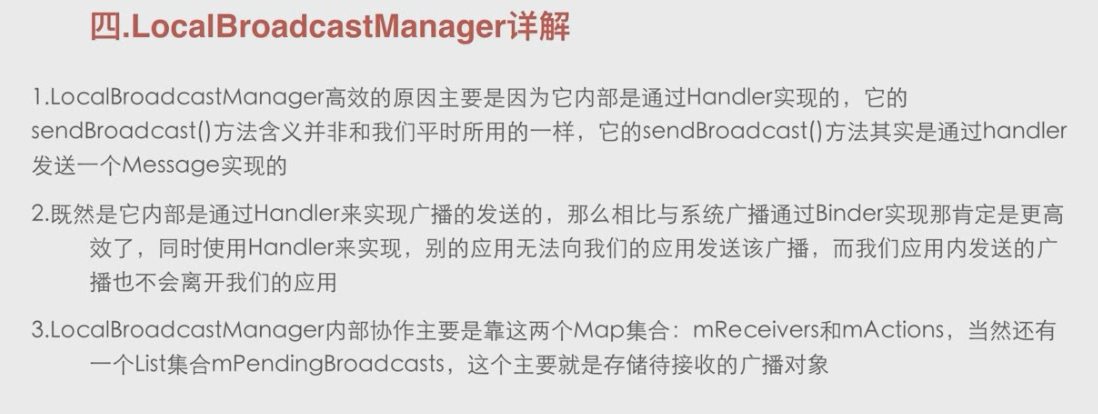 四.LocalBroadcastManager详解
1.LocalBroadcastManager高效的原因主要是因为它内部是通过Handler实现的，它的
sendBroadcast()方法含义并非和我们平时所用的一样，它的sendBroadcast()方法其实是通过handler
发送一个Message实现的
2.既然是它内部是通过Handler来实现广播的发送的，那么相比与系统广播通过Binder实现那肯定是更高
效了，同时使用Handler来实现，别的应用无法向我们的应用发送该广播，而我们应用内发送的广
播也不会离开我们的应用
3.LocalBroadcastManager内部协作主要是靠这两个Map集合：mReceivers和mActions，当然还有
一个List集合mPendingBroadcasts，这个主要就是存储待接收的广播对象